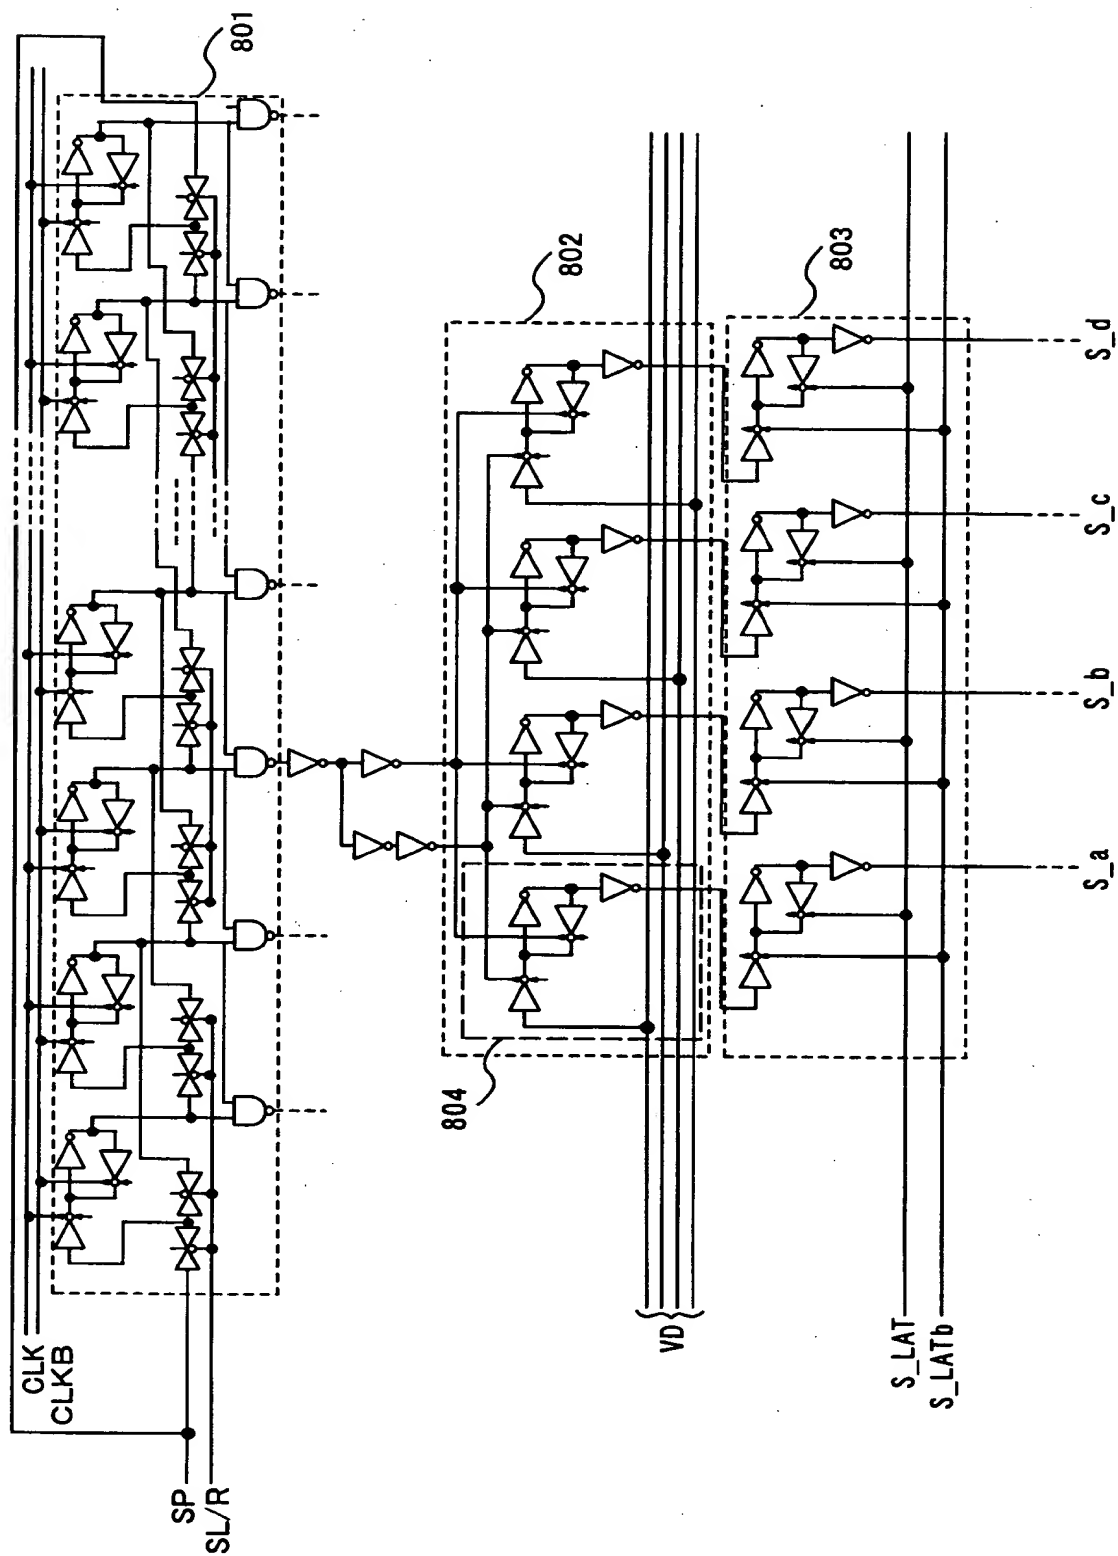 801
CLK
CLKB
SP
SL/R
802
804
VD
803
S_LAT
S_LATb
S_a
S_b
S_c
S_d